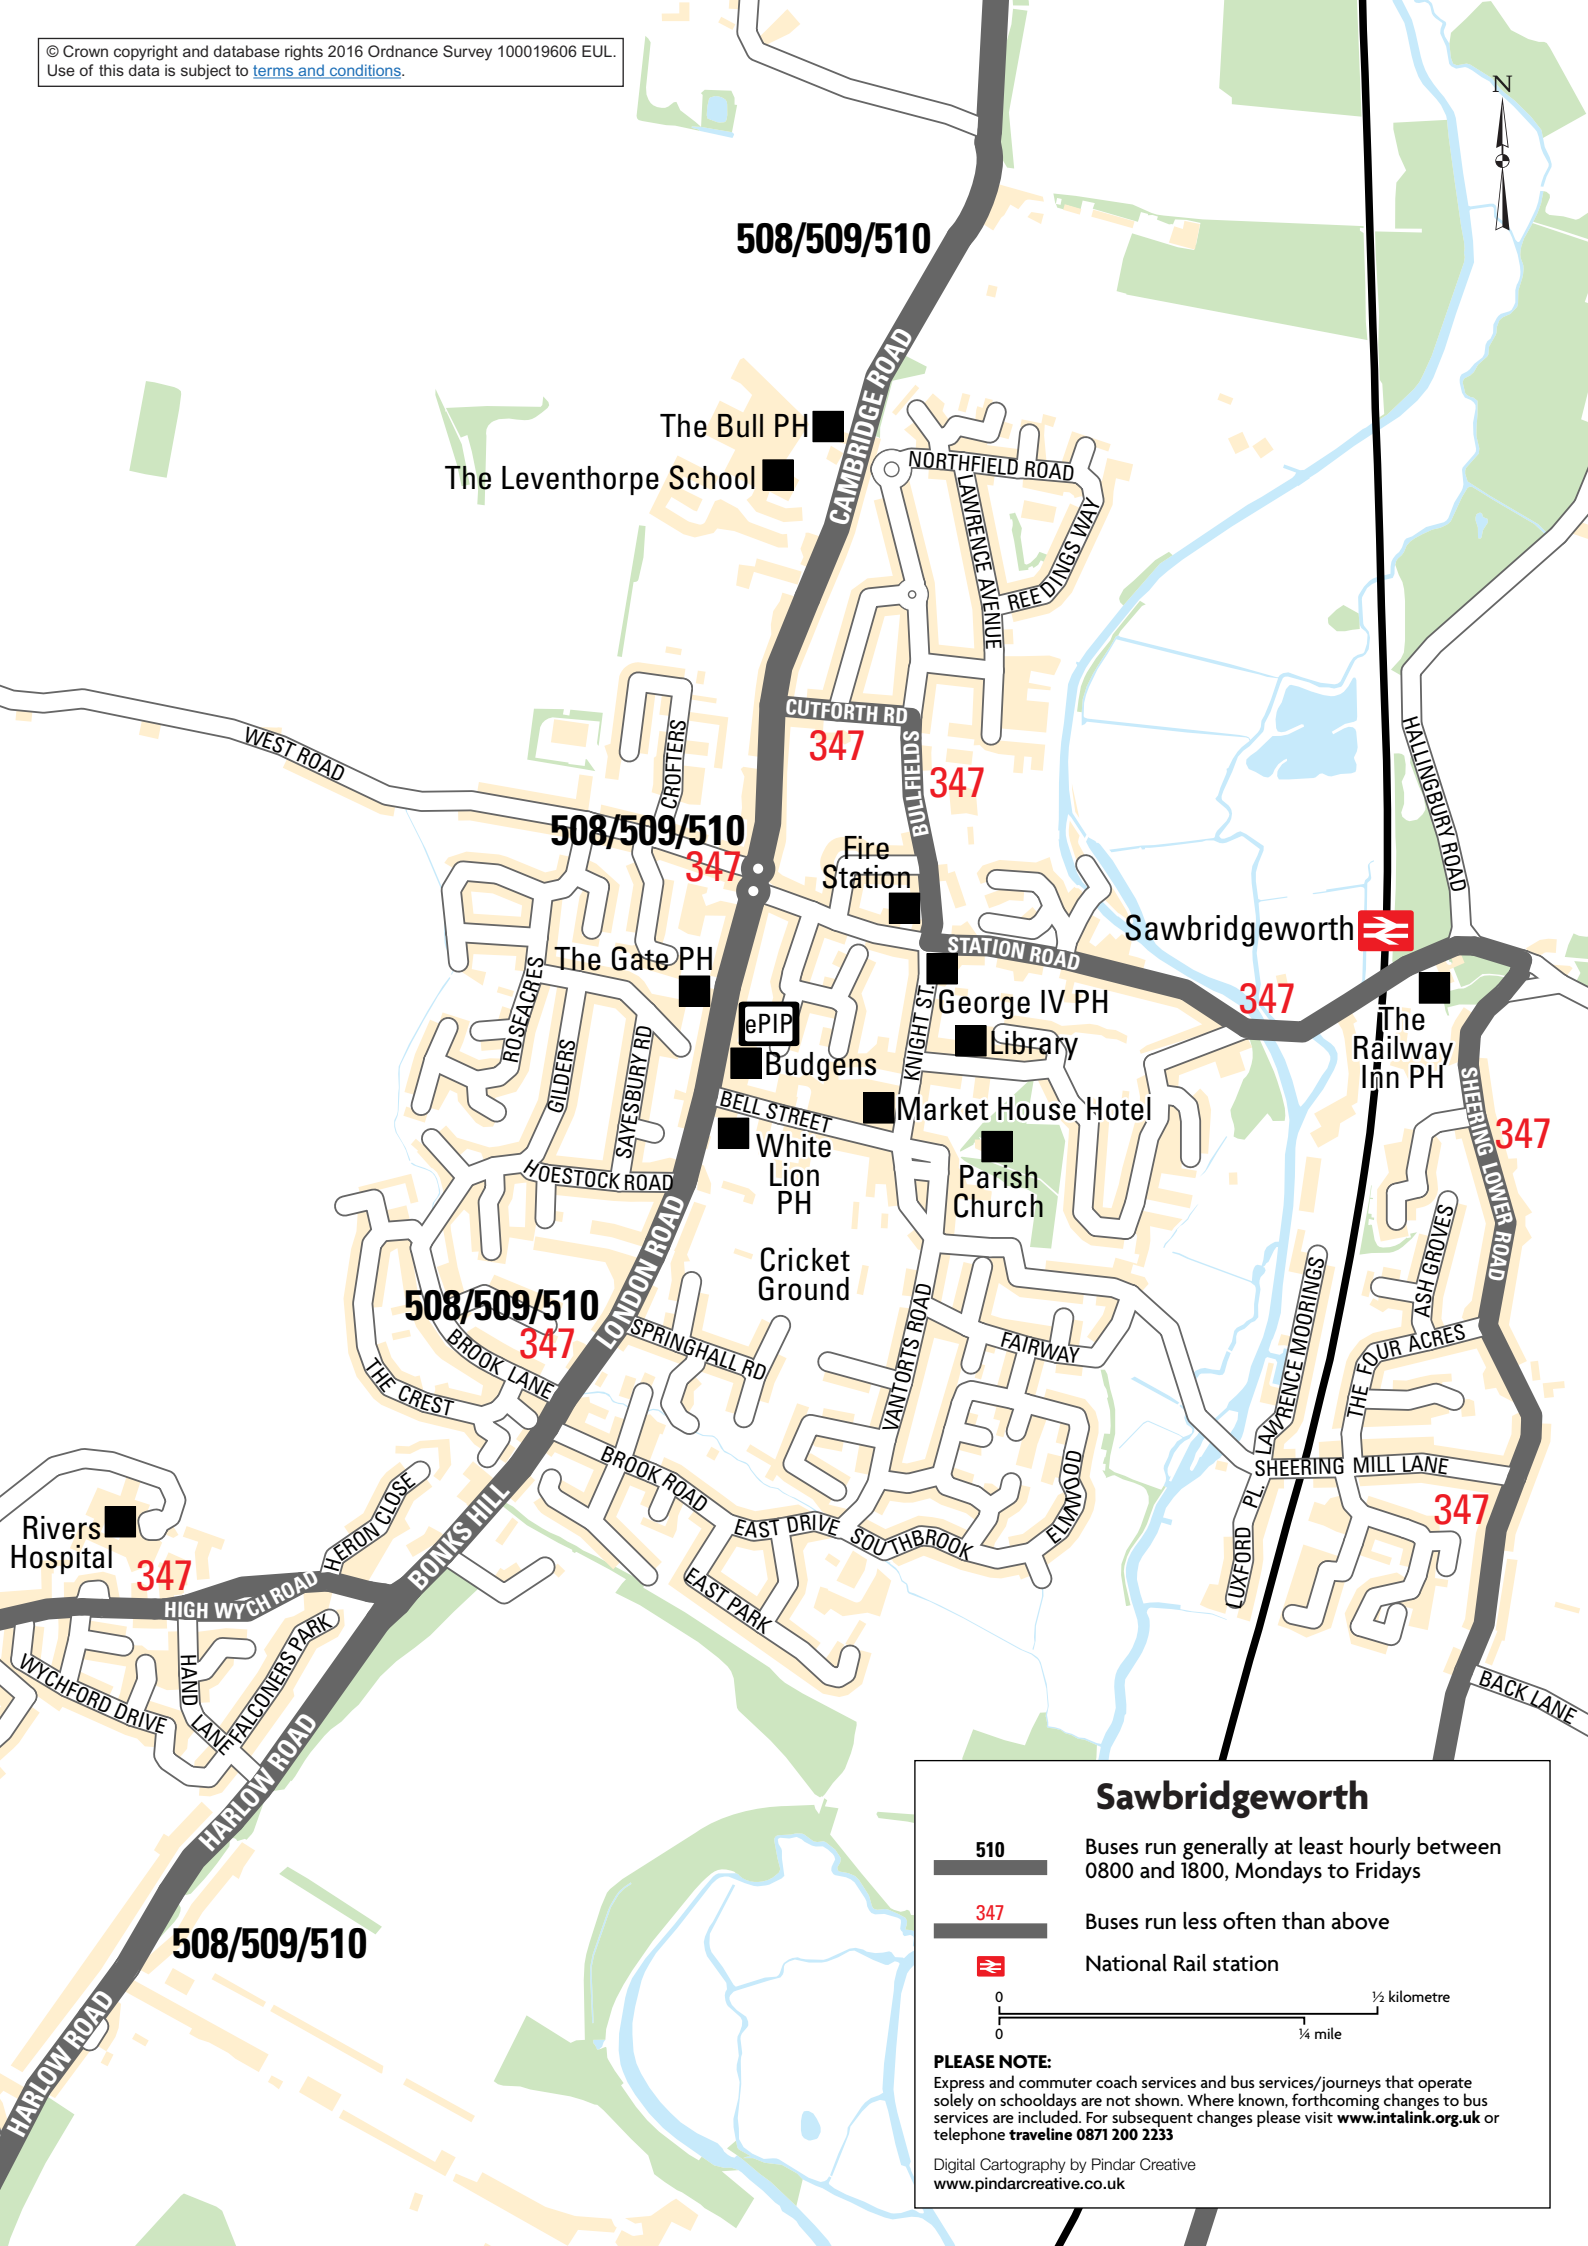 © Crown copyright and database rights 2016 Ordnance Survey 100019606 EUL.
Use of this data is subject to terms and conditions.
N
508/509/510
CAMBRIDGE ROAD
The Bull PH
The Leventhorpe School
NORTHFIELD ROAD
LAWRENCE AVENUE
REEDINGS WAY
CUTFORTH RD
347
BULLFIELDS
347
WEST ROAD
CROFTERS
HALLINGBURY ROAD
508/509/510
347
Fire
Station
Sawbridgeworth
STATION ROAD
The Gate PH
ROSEACRES
GILDERS
SAYESBURY RD
ePIP
Budgens
KNIGHT ST.
George IV PH
Library
347
The
Railway
Inn PH
BELL STREET
Market House Hotel
White
Lion
PH
Parish
Church
SHEERING LOWER ROAD
347
HOESTOCK ROAD
LONDON ROAD
Cricket
Ground
508/509/510
347
BROOK LANE
THE CREST
SPRINGHALL RD
VANTORTS ROAD
FAIRWAY
LAWRENCE MOORINGS
ASH GROVES
THE FOUR ACRES
SHEERING MILL LANE
347
LUXFORD PL.
ELMWOOD
BROOK ROAD
EAST DRIVE
SOUTHBROOK
EAST PARK
BONKS HILL
HERON CLOSE
Rivers
Hospital
347
HIGH WYCH ROAD
HAND LANE
FALCONERS PARK
WYCHFORD DRIVE
BACK LANE
HARLOW ROAD
508/509/510
HARLOW ROAD
Sawbridgeworth
510
Buses run generally at least hourly between
0800 and 1800, Mondays to Fridays
347
Buses run less often than above
National Rail station
0 ½ kilometre
0 ¼ mile
PLEASE NOTE:
Express and commuter coach services and bus services/journeys that operate
solely on schooldays are not shown. Where known, forthcoming changes to bus
services are included. For subsequent changes please visit www.intalink.org.uk or
telephone traveline 0871 200 2233
Digital Cartography by Pindar Creative
www.pindarcreative.co.uk